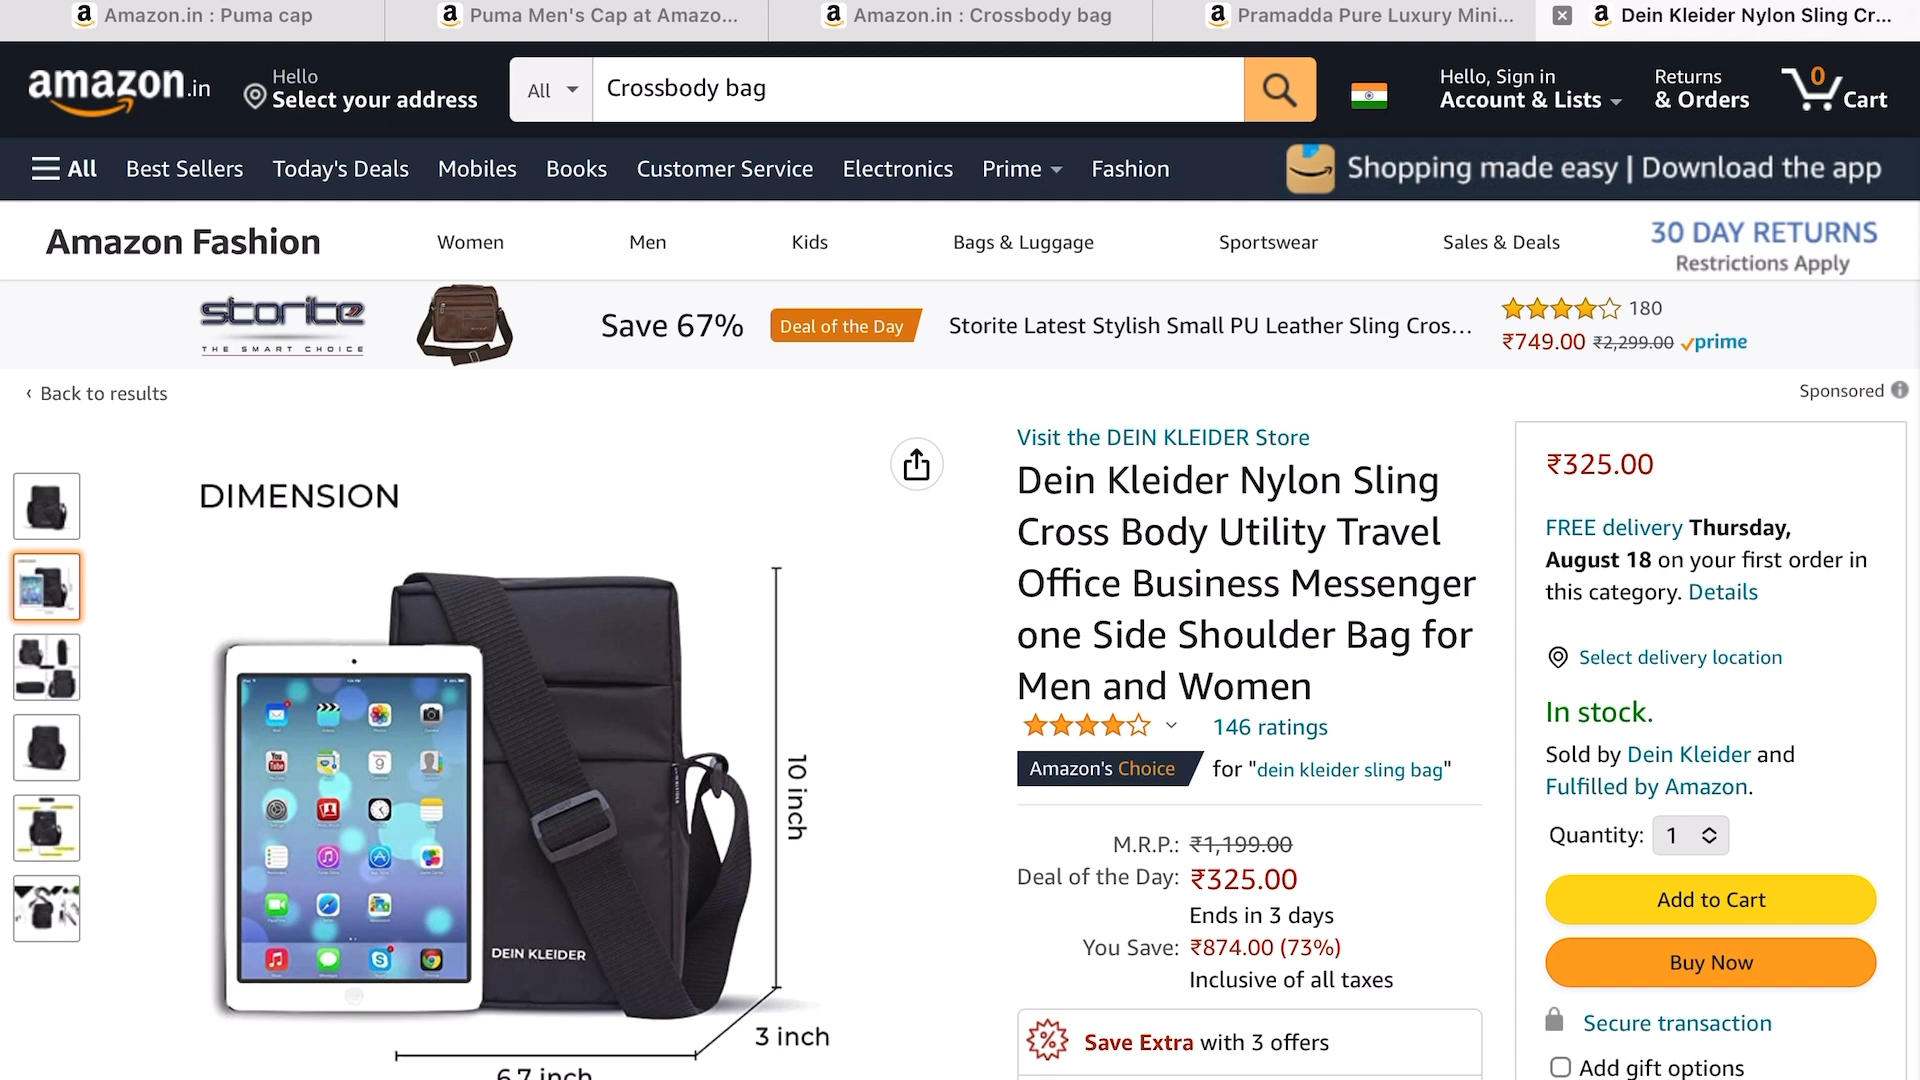 Amazon.in : Puma cap
Puma Men's Cap at Amazo...
Amazon.in : Crossbody bag
Pramadda Pure Luxury Mini...
Dein Kleider Nylon Sling Cr...
amazon.in
Hello
Select your address
All
Crossbody bag
Hello, Sign in
Account & Lists
Returns
& Orders
0
Cart
All
Best Sellers
Today's Deals
Mobiles
Books
Customer Service
Electronics
Prime
Fashion
Shopping made easy | Download the app
Amazon Fashion
Women
Men
Kids
Bags & Luggage
Sportswear
Sales & Deals
30 DAY RETURNS
Restrictions Apply
storite
THE SMART CHOICE
Save 67%
Deal of the Day
Storite Latest Stylish Small PU Leather Sling Cros...
180
₹749.00 ₹2,299.00 prime
‹ Back to results
Sponsored
DIMENSION
10 inch
3 inch
6.7 inch
DEIN KLEIDER
Visit the DEIN KLEIDER Store
Dein Kleider Nylon Sling
Cross Body Utility Travel
Office Business Messenger
one Side Shoulder Bag for
Men and Women
146 ratings
Amazon's Choice for "dein kleider sling bag"
M.R.P.: ₹1,199.00
Deal of the Day: ₹325.00
Ends in 3 days
You Save: ₹874.00 (73%)
Inclusive of all taxes
Save Extra with 3 offers
₹325.00
FREE delivery Thursday,
August 18 on your first order in
this category. Details
Select delivery location
In stock.
Sold by Dein Kleider and
Fulfilled by Amazon.
Quantity: 1
Add to Cart
Buy Now
Secure transaction
Add gift options